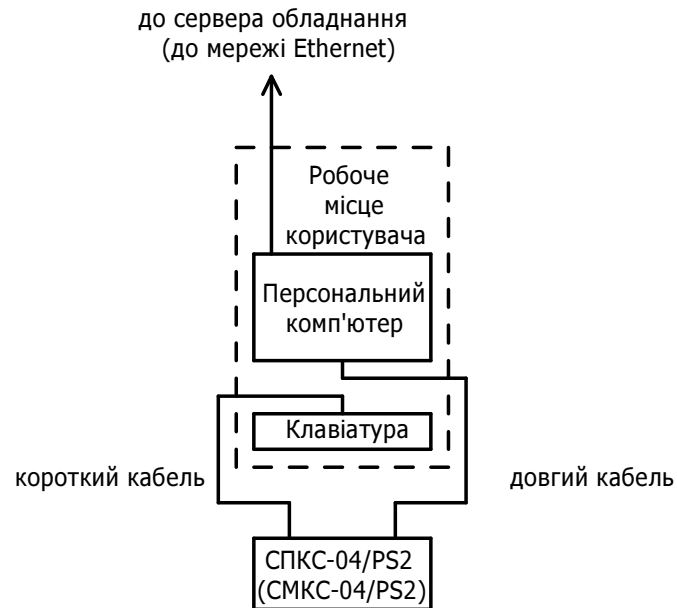 до сервера обладнання
(до мережі Ethernet)
Робоче
місце
користувача
Персональний
комп'ютер
Клавіатура
короткий кабель
довгий кабель
СПКС-04/PS2
(СМКС-04/PS2)